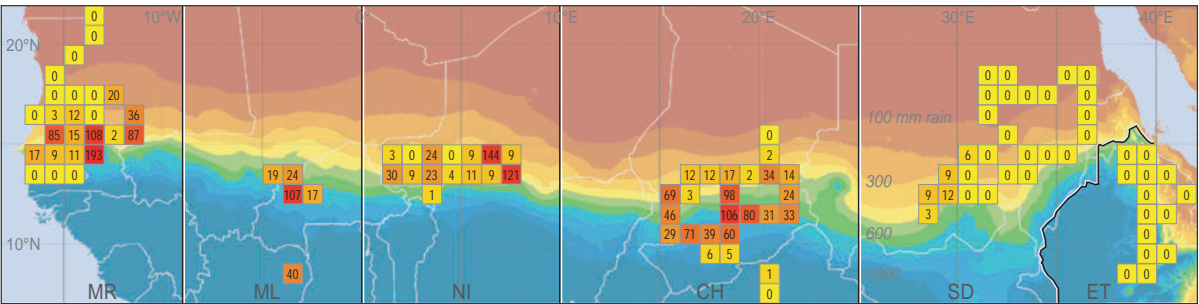 0 10°W 0 10°E 20°E 30°E 40°E
0
20°N
0
0 0 0 0 0
0 0 0 20 0 0 0 0 0
0 3 12 0 36 100 mm rain 0 0
85 15 108 2 87 0 0 0
17 9 11 193 3 0 24 0 9 144 9 2 6 0 0 0 0 0 0
0 0 0 19 24 30 9 23 4 11 9 121 12 12 17 2 34 14 300 9 0 0 0 0 0 0
107 17 1 69 3 98 24 9 12 0 0 0 0
46 106 80 31 33 3 0 0
29 71 39 60 600 0
10°N
6 5 0 0
40 1 1000 0 0
MR ML NI CH 0 SD ET